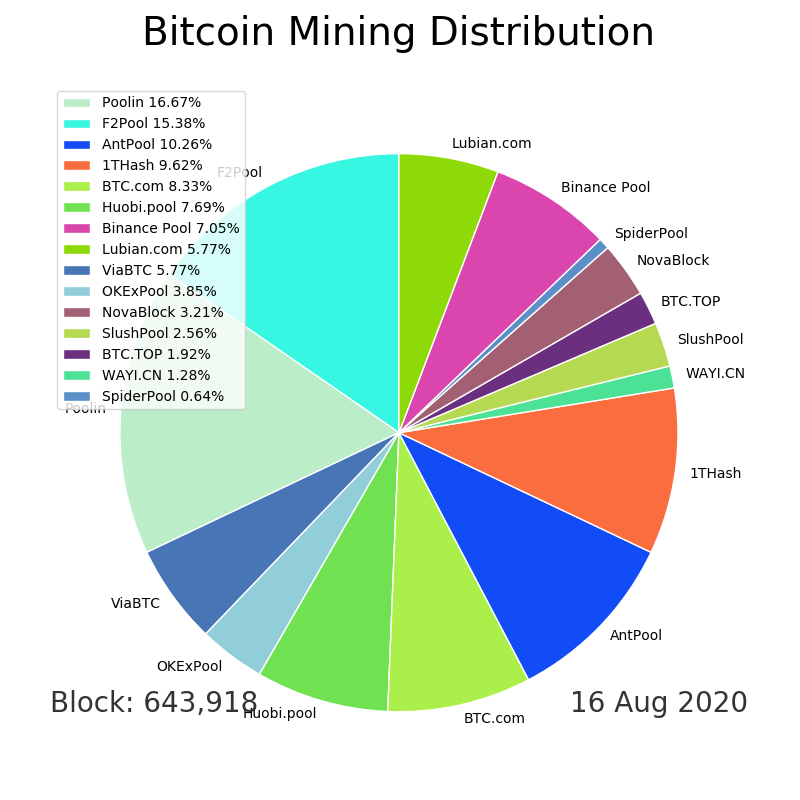 Bitcoin Mining Distribution
Poolin 16.67%
F2Pool 15.38%
AntPool 10.26%
1THash 9.62%
BTC.com 8.33%
Huobi.pool 7.69%
Binance Pool 7.05%
Lubian.com 5.77%
ViaBTC 5.77%
OKExPool 3.85%
NovaBlock 3.21%
SlushPool 2.56%
BTC.TOP 1.92%
WAYI.CN 1.28%
SpiderPool 0.64%
F2Pool
Lubian.com
Binance Pool
SpiderPool
NovaBlock
BTC.TOP
SlushPool
WAYI.CN
Poolin
1THash
ViaBTC
AntPool
OKExPool
Huobi.pool
BTC.com
Block: 643,918
16 Aug 2020